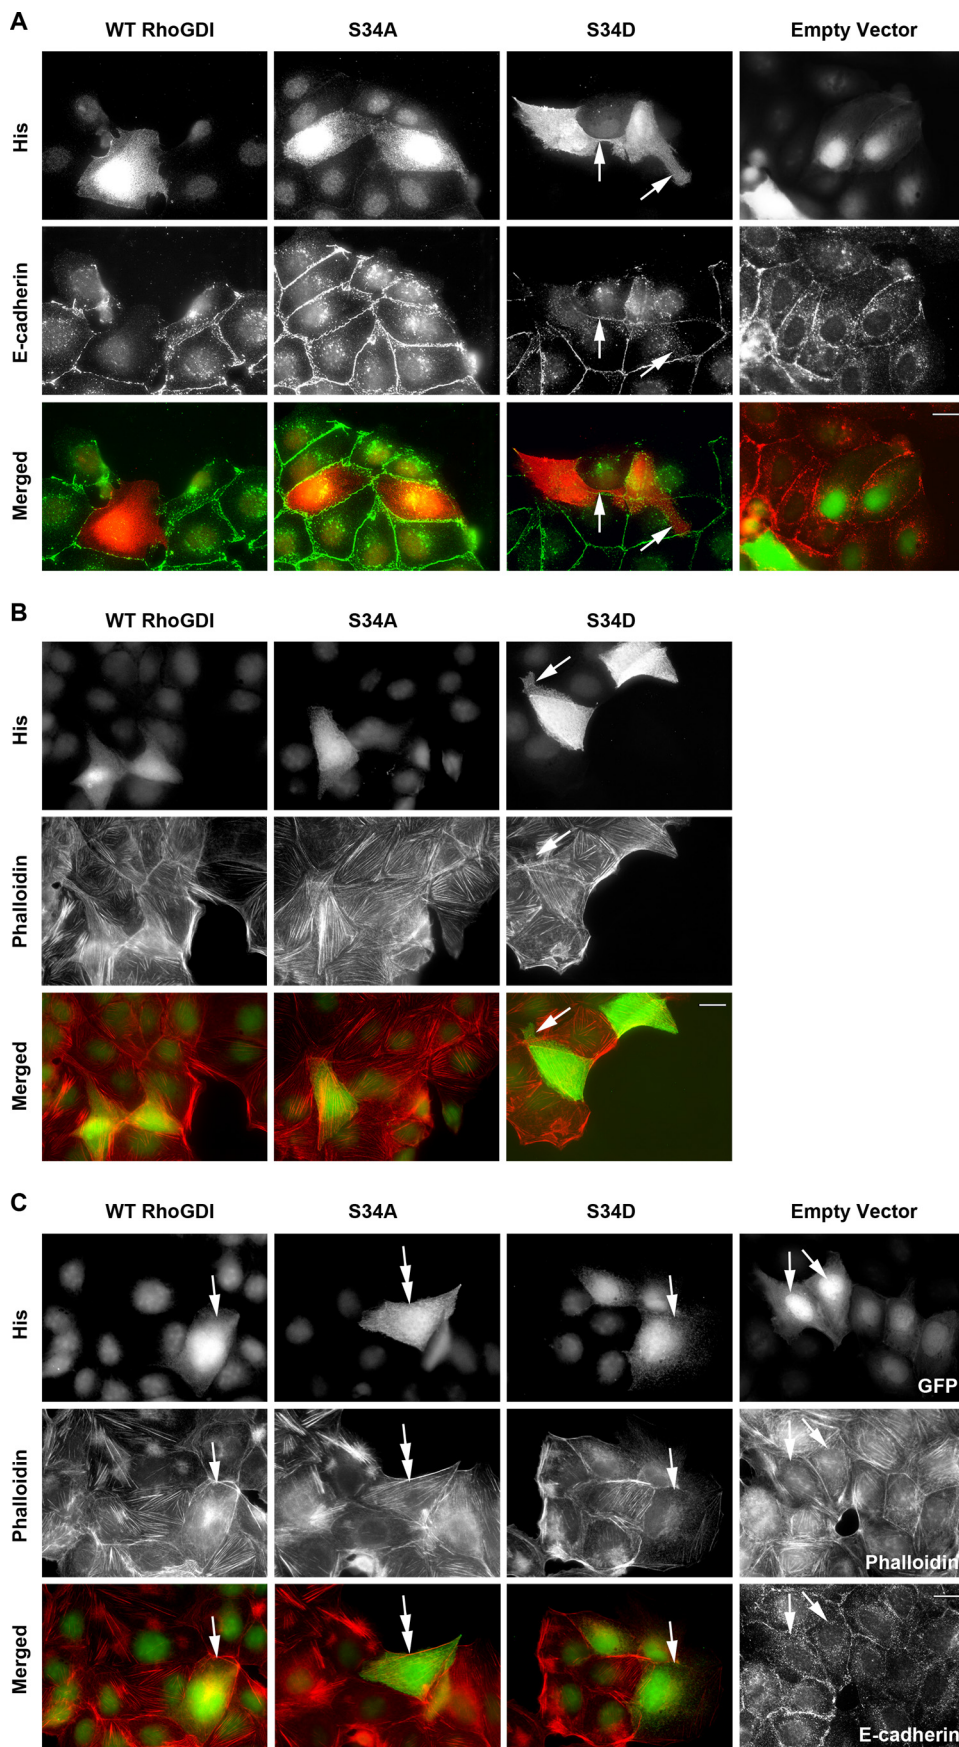 A
WT RhoGDI S34A S34D Empty Vector
His
E-cadherin
Merged
B
WT RhoGDI S34A S34D
His
Phalloidin
Merged
C
WT RhoGDI S34A S34D Empty Vector
His
GFP
Phalloidin
Phalloidin
Merged
E-cadherin